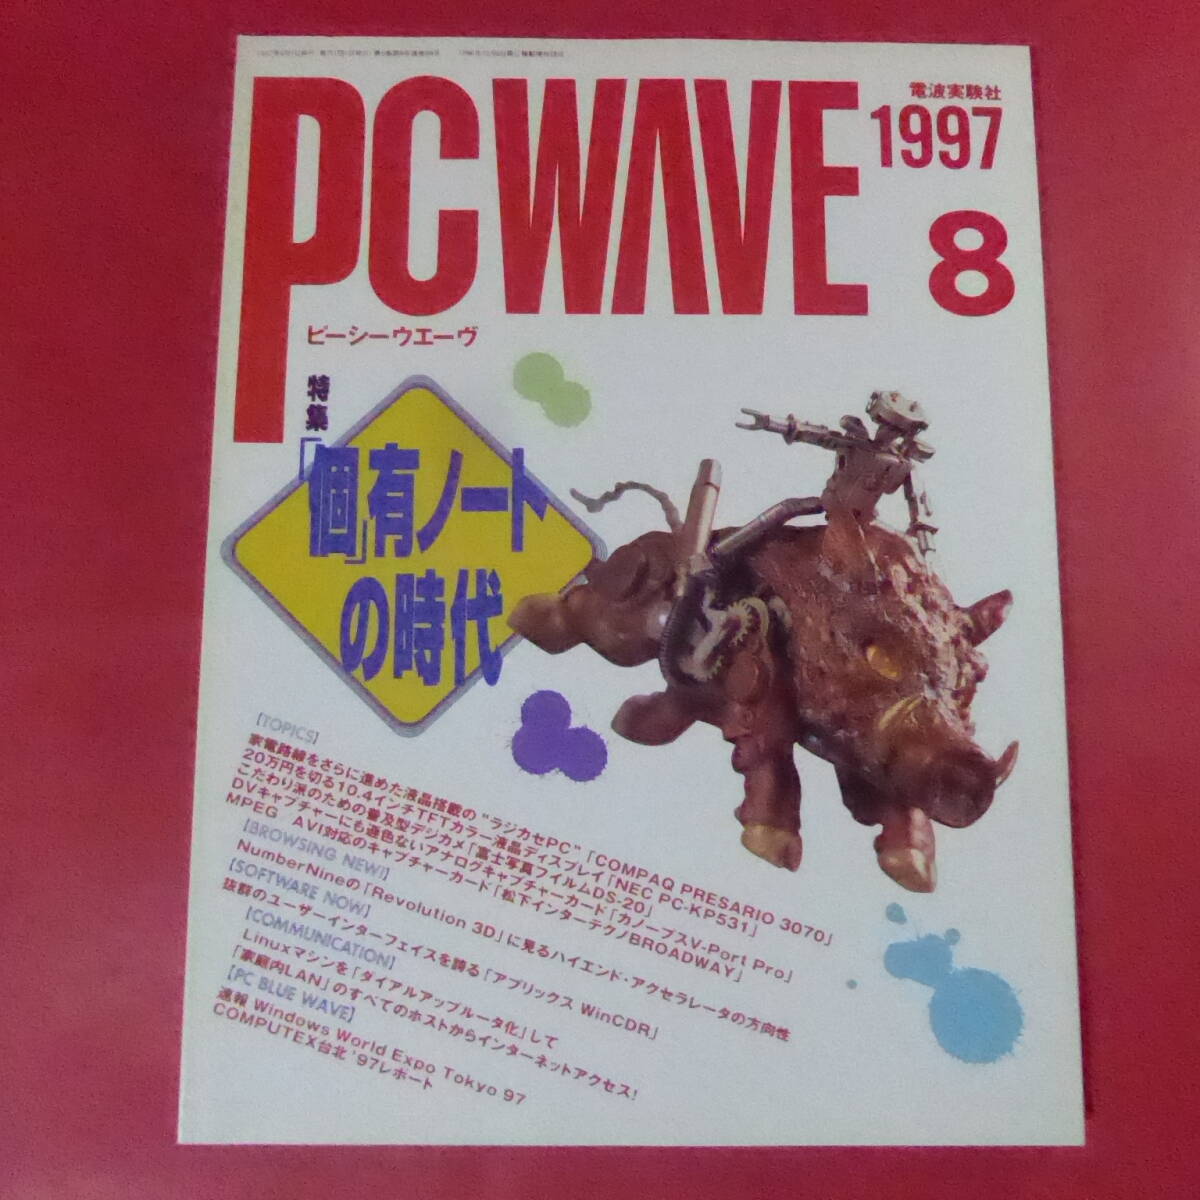 PC WAVE
電波実験社
1997
8
ピーシーウエーヴ
特集
「個」有ノート
の時代
[TOPICS]
家電路線をさらに進めた液晶搭載の“ラジカセPC”「COMPAQ PRESARIO 3070」
20万円を切る10.4インチTFTカラー液晶ディスプレイ「NEC PC-KP531」
こだわり派のための普及型デジカメ「富士写真フイルムDS-20」
DVキャプチャーにも遜色ないアナログキャプチャーカード「カノープスV-Port Pro」
MPEG AVI対応のキャプチャーカード「松下インターテクノBROADWAY」
[BROWSING NEW!]
NumberNineの「Revolution 3D」に見るハイエンド・アクセラレータの方向性
[SOFTWARE NOW]
抜群のユーザーインターフェイスを誇る「アプリックス WinCDR」
[COMMUNICATION]
Linuxマシンを「ダイアルアップルータ化」して
「家庭内LAN」のすべてのホストからインターネットアクセス!
[PC BLUE WAVE]
速報 Windows World Expo Tokyo 97
COMPUTEX台北 '97レポート